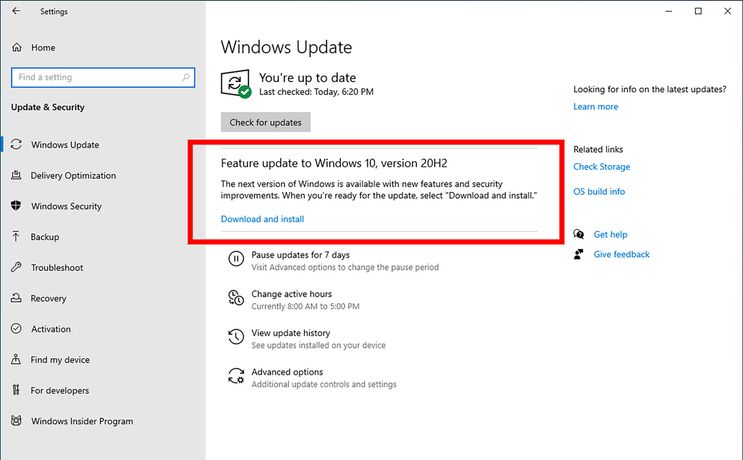 Settings
Home
Find a setting
Update & Security
Windows Update
Delivery Optimization
Windows Security
Backup
Troubleshoot
Recovery
Activation
Find my device
For developers
Windows Insider Program
Windows Update
You're up to date
Last checked: Today, 6:20 PM
Check for updates
Feature update to Windows 10, version 20H2
The next version of Windows is available with new features and security
improvements. When you're ready for the update, select "Download and install."
Download and install
Pause updates for 7 days
Visit Advanced options to change the pause period
Change active hours
Currently 8:00 AM to 5:00 PM
View update history
See updates installed on your device
Advanced options
Additional update controls and settings
Looking for info on the latest updates?
Learn more
Related links
Check Storage
OS build info
Get help
Give feedback